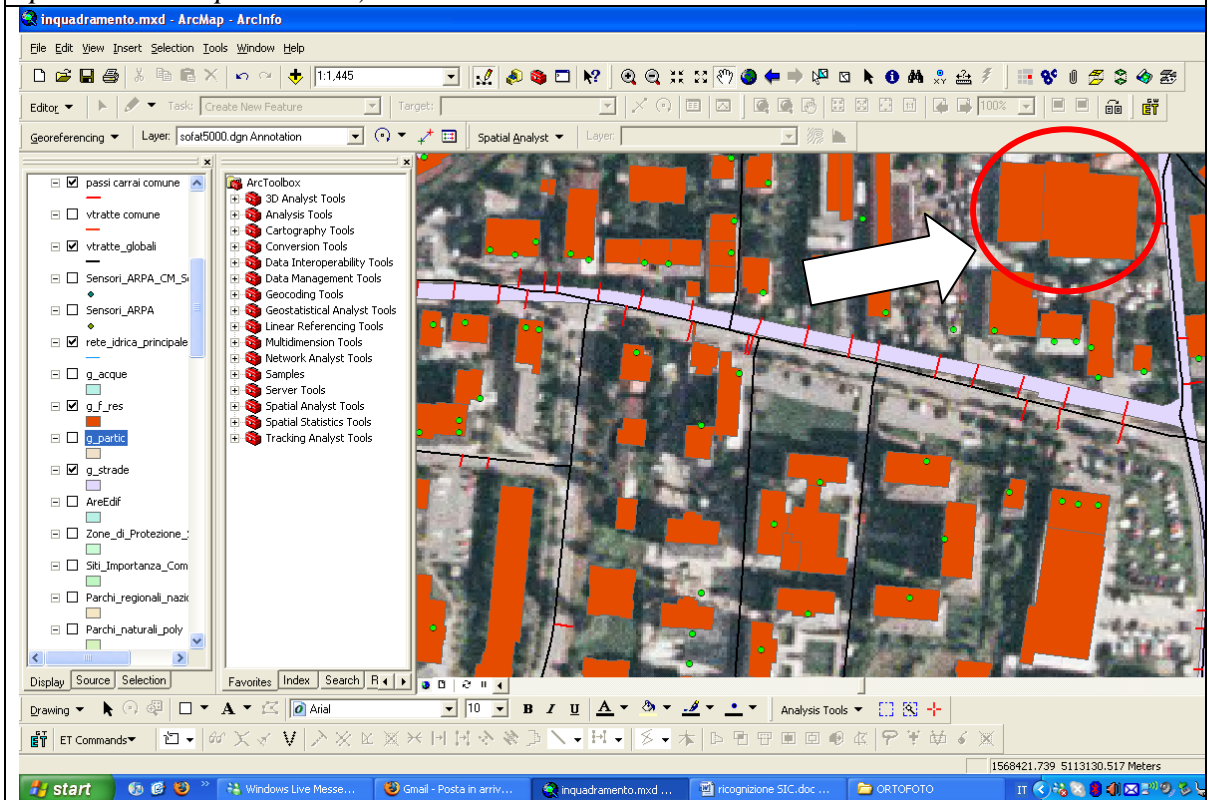 inquadramento.mxd - ArcMap - ArcInfo
File Edit View Insert Selection Tools Window Help
1:1,445
Editor Task: Create New Feature Target: 100%
Georeferencing Layer: sofat5000.dgn Annotation Spatial Analyst Layer:
passi carrai comune
vtratte comune
vtratte_globali
Sensori_ARPA_CM_S
Sensori_ARPA
rete_idrica_principale
g_acque
g_f_res
g_partic
g_strade
AreEdif
Zone_di_Protezione_
Siti_Importanza_Com
Parchi_regionali_nazio
Parchi_naturali_poly
Display Source Selection
ArcToolbox
3D Analyst Tools
Analysis Tools
Cartography Tools
Conversion Tools
Data Interoperability Tools
Data Management Tools
Geocoding Tools
Geostatistical Analyst Tools
Linear Referencing Tools
Multidimension Tools
Network Analyst Tools
Samples
Server Tools
Spatial Analyst Tools
Spatial Statistics Tools
Tracking Analyst Tools
Favorites Index Search R
Drawing A Arial 10 B I U A Analysis Tools
ET ET Commands
1568421.739 5113130.517 Meters
start Windows Live Messe... Gmail - Posta in arriv... inquadramento.mxd ... ricognizione SIC.doc ... ORTOFOTO IT